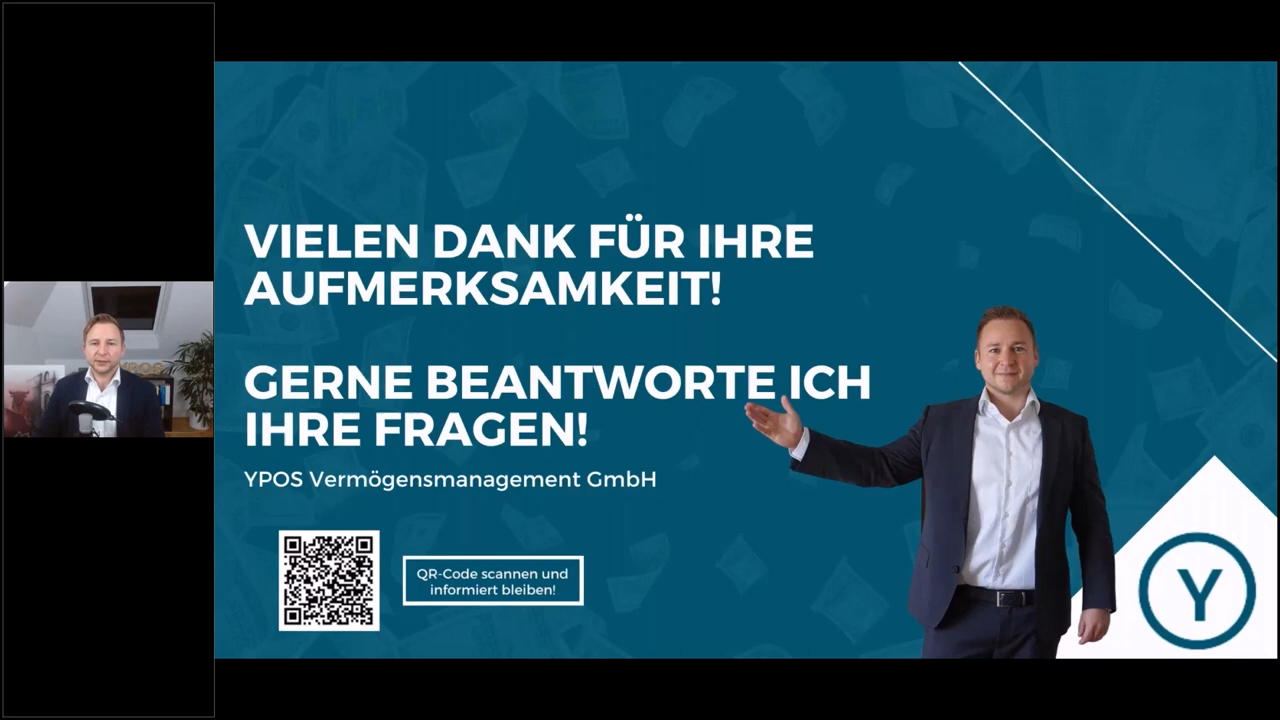 VIELEN DANK FÜR IHRE
AUFMERKSAMKEIT!
GERNE BEANTWORTE ICH
IHRE FRAGEN!
YPOS Vermögensmanagement GmbH
QR-Code scannen und
informiert bleiben!
Y